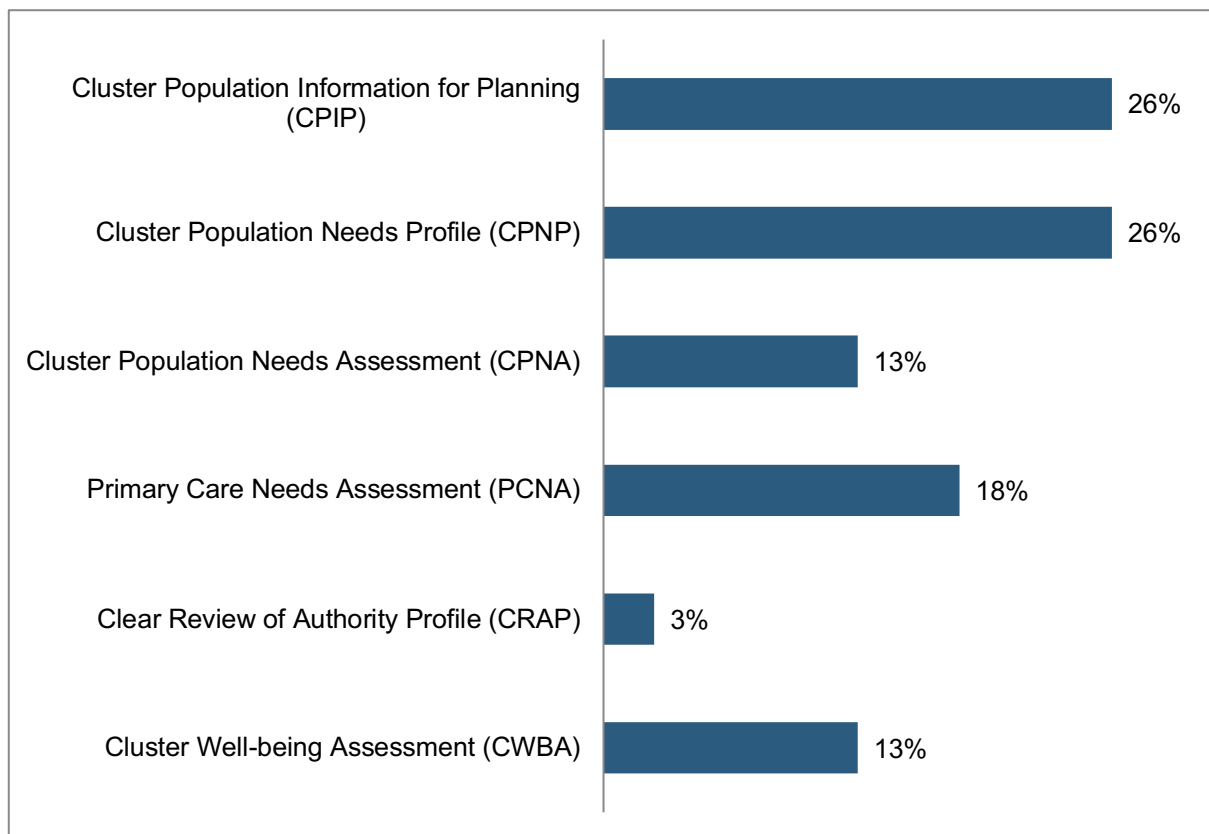 Cluster Population Information for Planning
(CPIP)
26%
Cluster Population Needs Profile (CPNP)
26%
Cluster Population Needs Assessment (CPNA)
13%
Primary Care Needs Assessment (PCNA)
18%
Clear Review of Authority Profile (CRAP)
3%
Cluster Well-being Assessment (CWBA)
13%